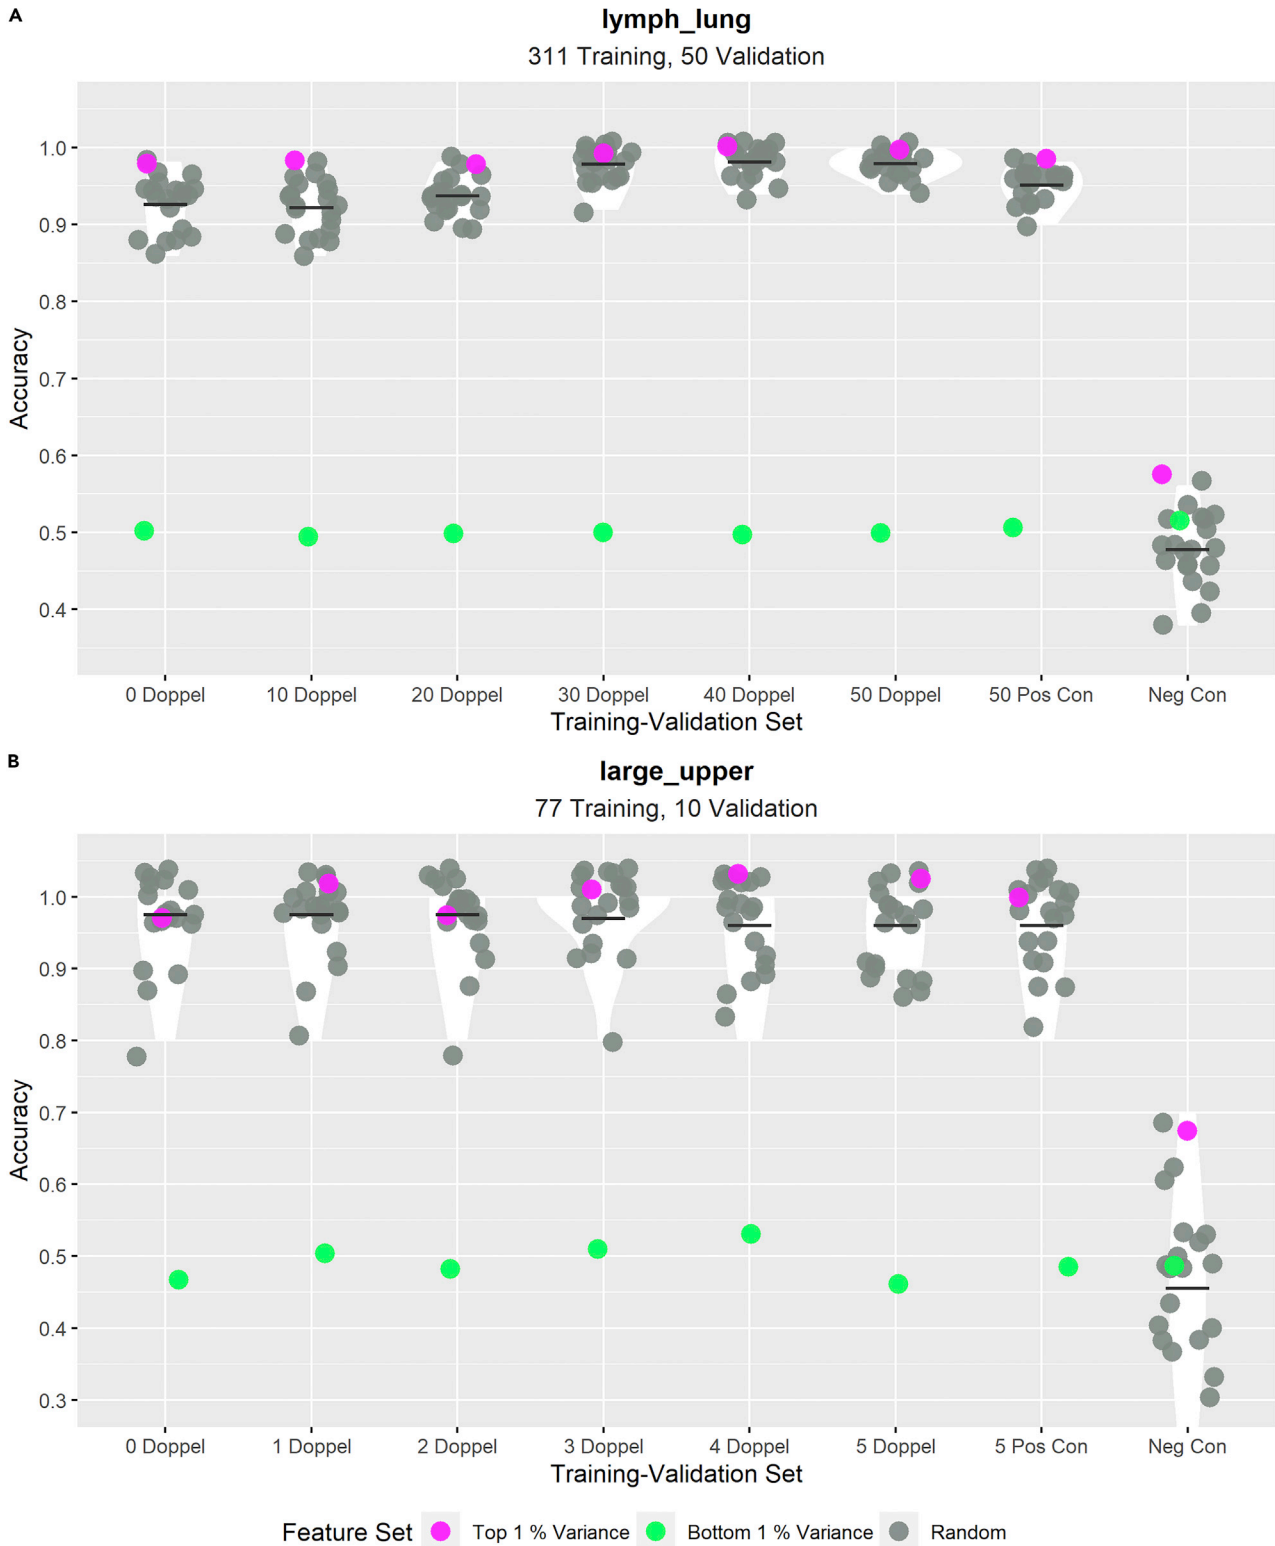 A
lymph_lung
311 Training, 50 Validation
Accuracy
1.0
0.9
0.8
0.7
0.6
0.5
0.4
0 Doppel 10 Doppel 20 Doppel 30 Doppel 40 Doppel 50 Doppel 50 Pos Con Neg Con
Training-Validation Set
B
large_upper
77 Training, 10 Validation
Accuracy
1.0
0.9
0.8
0.7
0.6
0.5
0.4
0.3
0 Doppel 1 Doppel 2 Doppel 3 Doppel 4 Doppel 5 Doppel 5 Pos Con Neg Con
Training-Validation Set
Feature Set Top 1 % Variance Bottom 1 % Variance Random